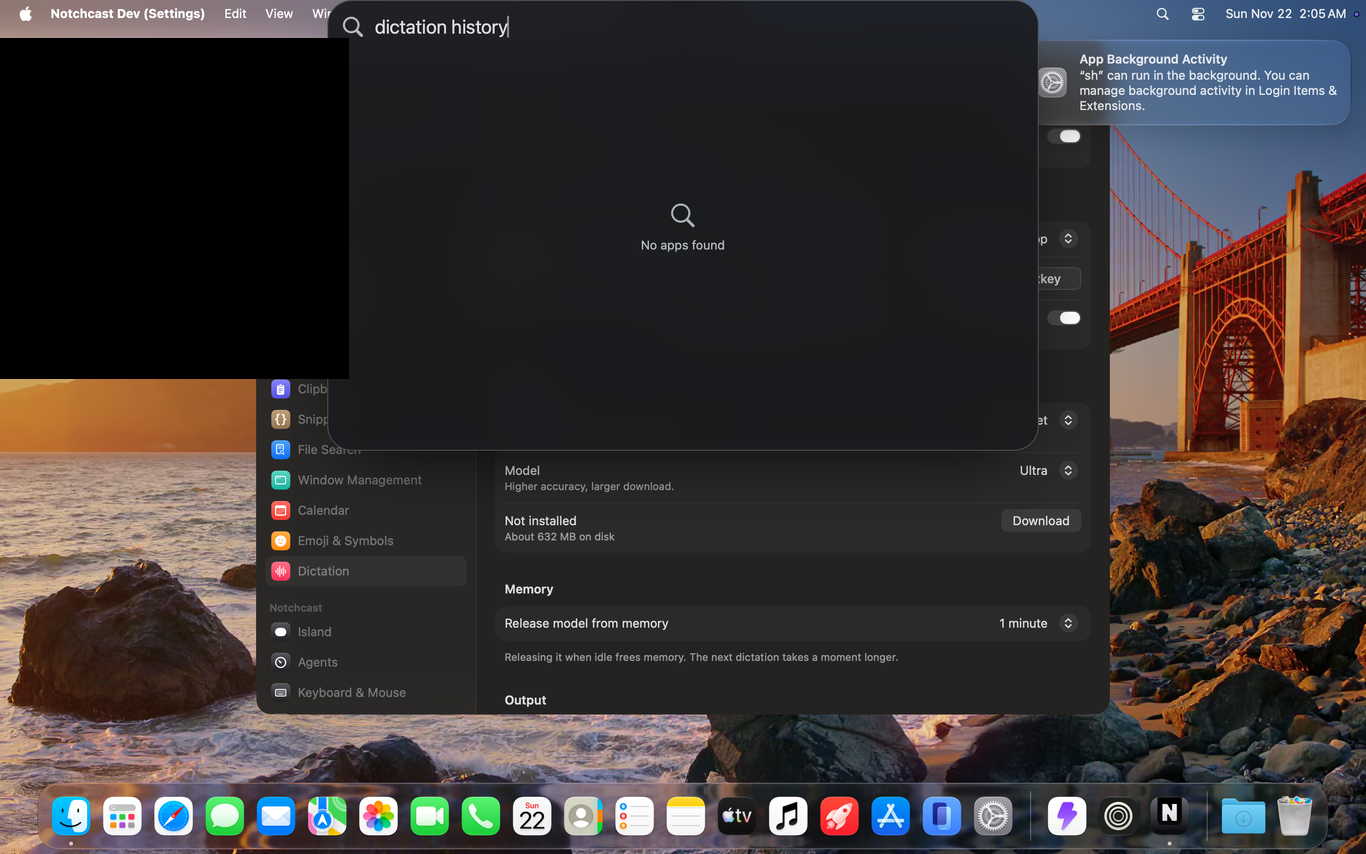 Notchcast Dev (Settings) Edit View
Sun Nov 22 2:05 AM
dictation history
App Background Activity
“sh” can run in the background. You can
manage background activity in Login Items &
Extensions.
No apps found
File Search
Window Management
Calendar
Emoji & Symbols
Dictation
Notchcast
Island
Agents
Keyboard & Mouse
Model
Ultra
Higher accuracy, larger download.
Not installed
Download
About 632 MB on disk
Memory
Release model from memory
1 minute
Releasing it when idle frees memory. The next dictation takes a moment longer.
Output
Sun
22
tv
N